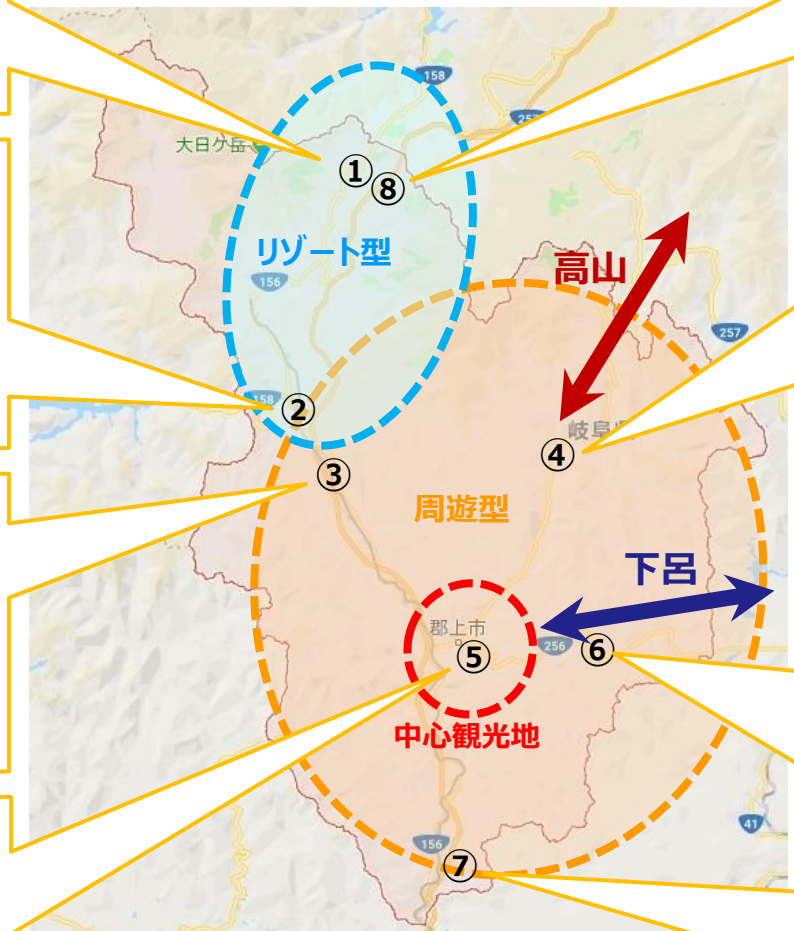 158
257
大日ケ岳
①
⑧
リゾート型
高山
156
257
158
②
岐阜県
④
③
周遊型
下呂
郡上市
256
⑥
⑤
中心観光地
41
156
⑦